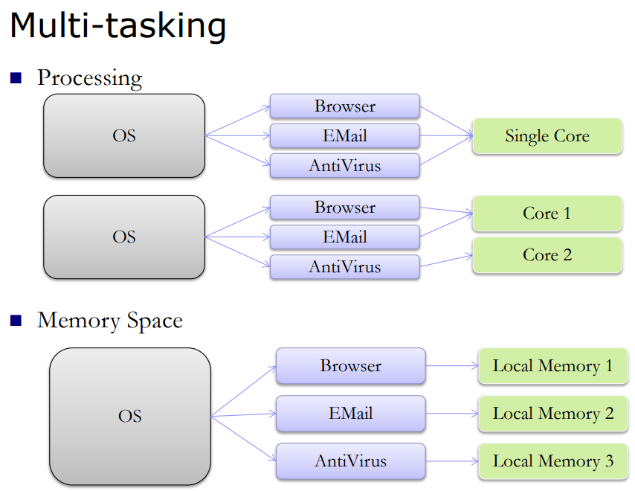 Multi-tasking
Processing
OS
Browser
EMail
AntiVirus
Single Core
OS
Browser
EMail
AntiVirus
Core 1
Core 2
Memory Space
OS
Browser
EMail
AntiVirus
Local Memory 1
Local Memory 2
Local Memory 3